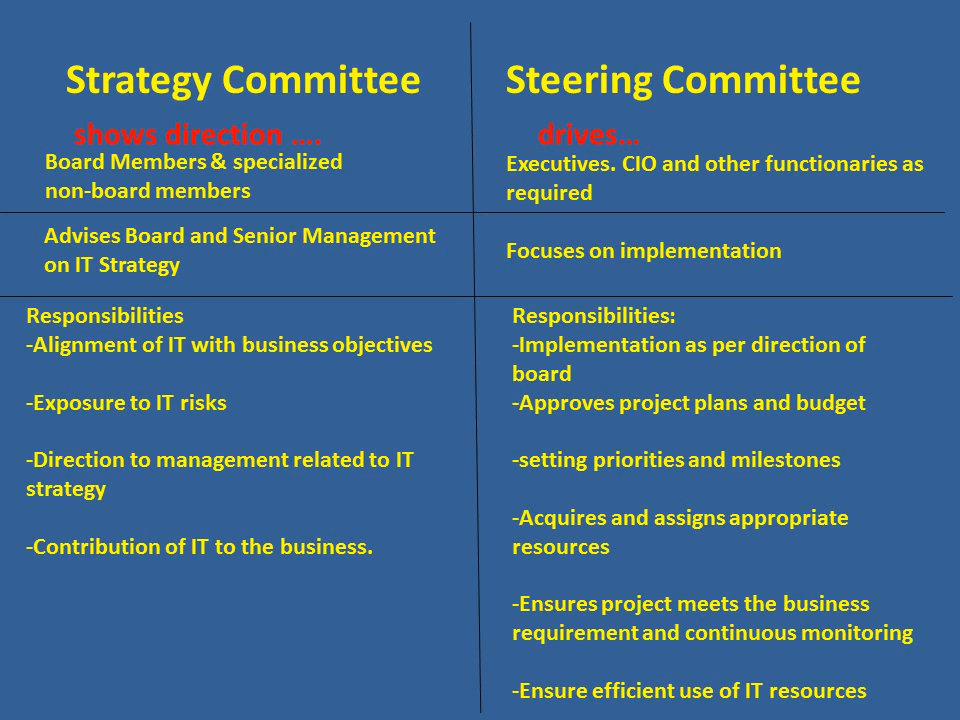 Strategy Committee
shows direction ....
Board Members & specialized
non-board members
Advises Board and Senior Management
on IT Strategy
Responsibilities
-Alignment of IT with business objectives
-Exposure to IT risks
-Direction to management related to IT
strategy
-Contribution of IT to the business.
Steering Committee
drives...
Executives. CIO and other functionaries as
required
Focuses on implementation
Responsibilities:
-Implementation as per direction of
board
-Approves project plans and budget
-setting priorities and milestones
-Acquires and assigns appropriate
resources
-Ensures project meets the business
requirement and continuous monitoring
-Ensure efficient use of IT resources